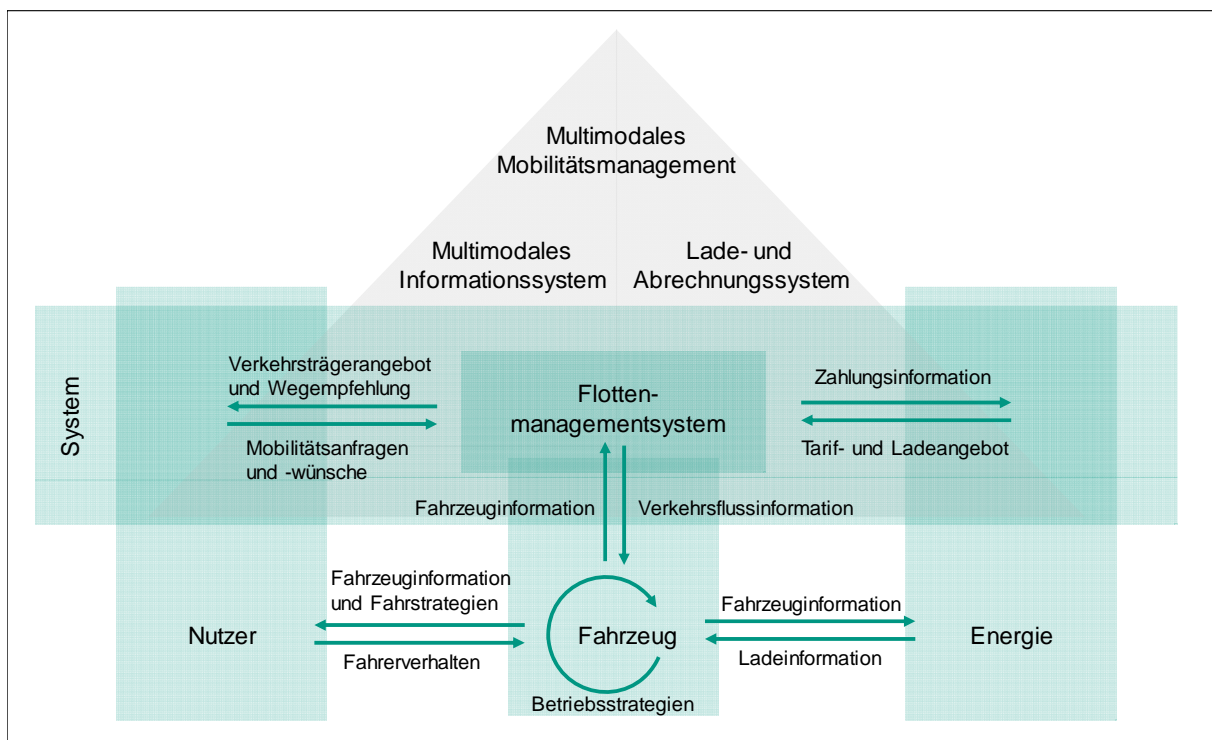 Multimodales
Mobilitätsmanagement
Multimodales
Informationssystem
Lade- und
Abrechnungssystem
System
Verkehrsträgerangebot
und Wegempfehlung
Mobilitätsanfragen
und -wünsche
Flotten-
managementsystem
Zahlungsinformation
Tarif- und Ladeangebot
Fahrzeuginformation
Verkehrsflussinformation
Nutzer
Fahrzeuginformation
und Fahrstrategien
Fahrerverhalten
Fahrzeug
Betriebsstrategien
Fahrzeuginformation
Ladeinformation
Energie